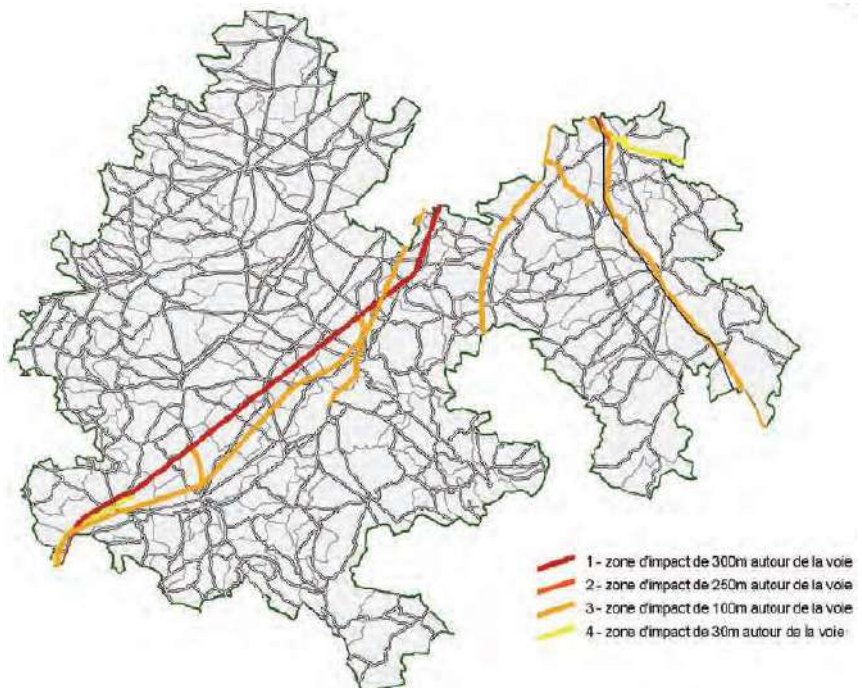 1 - zone d'impact de 300m autour de la voie
2 - zone d'impact de 250m autour de la voie
3 - zone d'impact de 100m autour de la voie
4 - zone d'impact de 30m autour de la voie